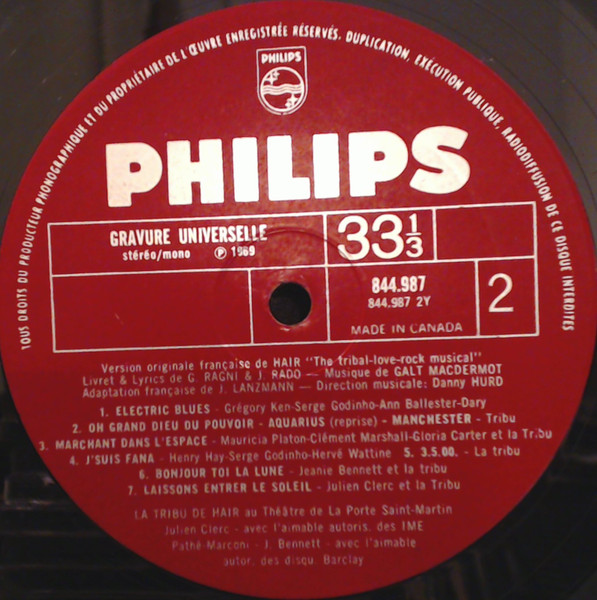 TOUS DROITS DU PRODUCTEUR PHONOGRAPHIQUE ET DU PROPRIÉTAIRE DE L'ŒUVRE ENREGISTRÉE RÉSERVÉS. DUPLICATION, EXÉCUTION PUBLIQUE, RADIODIFFUSION DE CE DISQUE INTERDITES
PHILIPS
PHILIPS
GRAVURE UNIVERSELLE
stéréo/mono ℗ 1969
33 1/3
844.987
844.987 2Y
MADE IN CANADA
2
Version originale française de HAIR "The tribal-love-rock musical"
Livret & Lyrics de G. RAGNI & J. RADO — Musique de GALT MACDERMOT
Adaptation française de J. LANZMANN — Direction musicale: Danny HURD
1. ELECTRIC BLUES - Grégory Ken-Serge Godinho-Ann Ballester-Dary
2. OH GRAND DIEU DU POUVOIR - AQUARIUS (reprise) - MANCHESTER - Tribu
3. MARCHANT DANS L'ESPACE - Mauricia Platon-Clément Marshall-Gloria Carter et la Tribu
4. J'SUIS FANA - Henry Hay-Serge Godinho-Hervé Wattine 5. 3.5.00. - La tribu
6. BONJOUR TOI LA LUNE - Jeanie Bennett et la tribu
7. LAISSONS ENTRER LE SOLEIL - Julien Clerc et la Tribu
LA TRIBU DE HAIR au Théâtre de La Porte Saint-Martin
Julien Clerc - avec l'aimable autoris. des IME
Pathé-Marconi - J. Bennett - avec l'aimable
autor. des disqu. Barclay